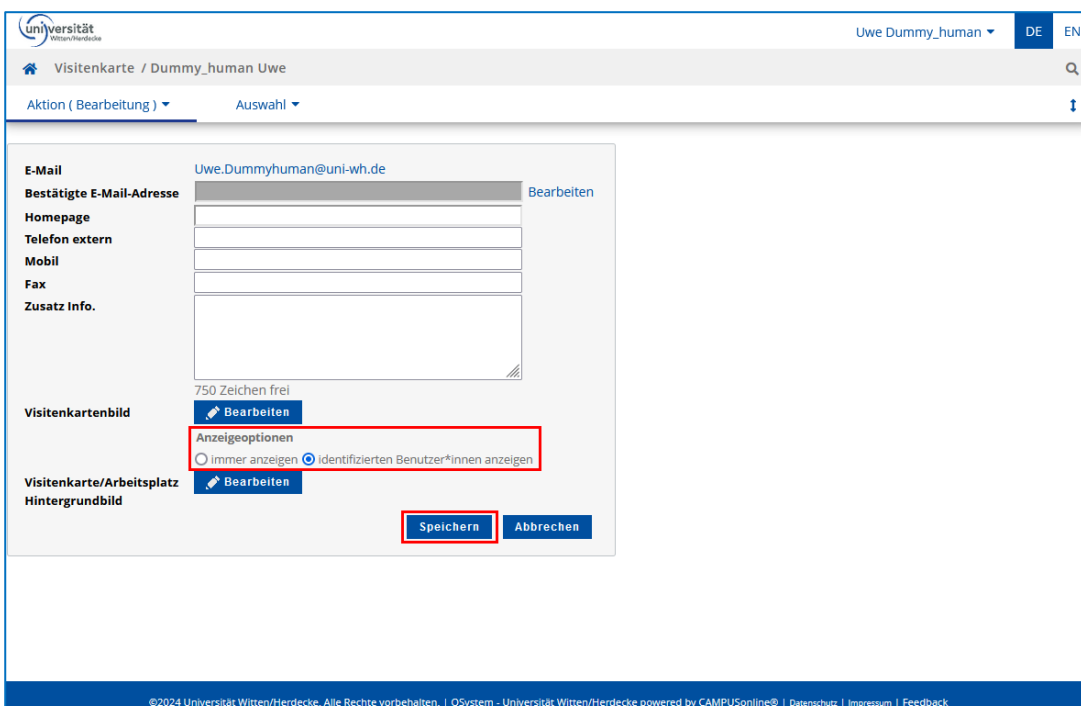 universität
Witten/Herdecke
Uwe Dummy_human
DE
EN
Visitenkarte / Dummy_human Uwe
Aktion ( Bearbeitung )
Auswahl
E-Mail
Uwe.Dummyhuman@uni-wh.de
Bestätigte E-Mail-Adresse
Bearbeiten
Homepage
Telefon extern
Mobil
Fax
Zusatz Info.
750 Zeichen frei
Visitenkartenbild
Bearbeiten
Anzeigeoptionen
immer anzeigen identifizierten Benutzer*innen anzeigen
Visitenkarte/Arbeitsplatz
Hintergrundbild
Bearbeiten
Speichern
Abbrechen
©2024 Universität Witten/Herdecke. Alle Rechte vorbehalten. | QSystem - Universität Witten/Herdecke powered by CAMPUSonline® | Datenschutz | Impressum | Feedback